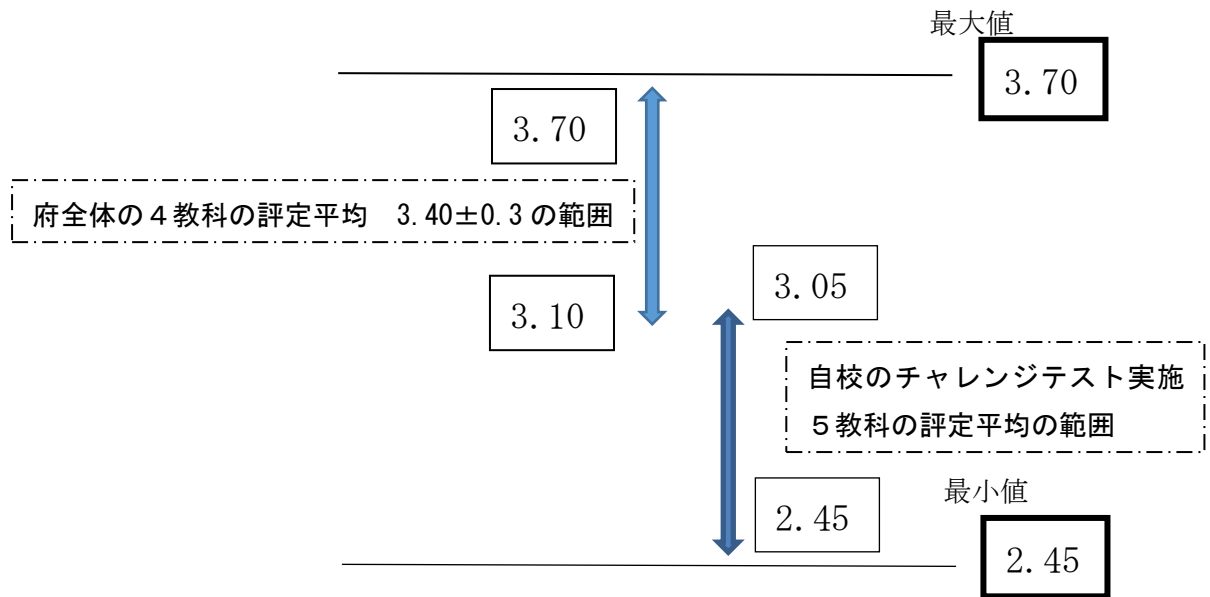 最大値
3.70
3.70
府全体の４教科の評定平均　3.40±0.3の範囲
3.05
3.10
自校のチャレンジテスト実施
５教科の評定平均の範囲
最小値
2.45
2.45